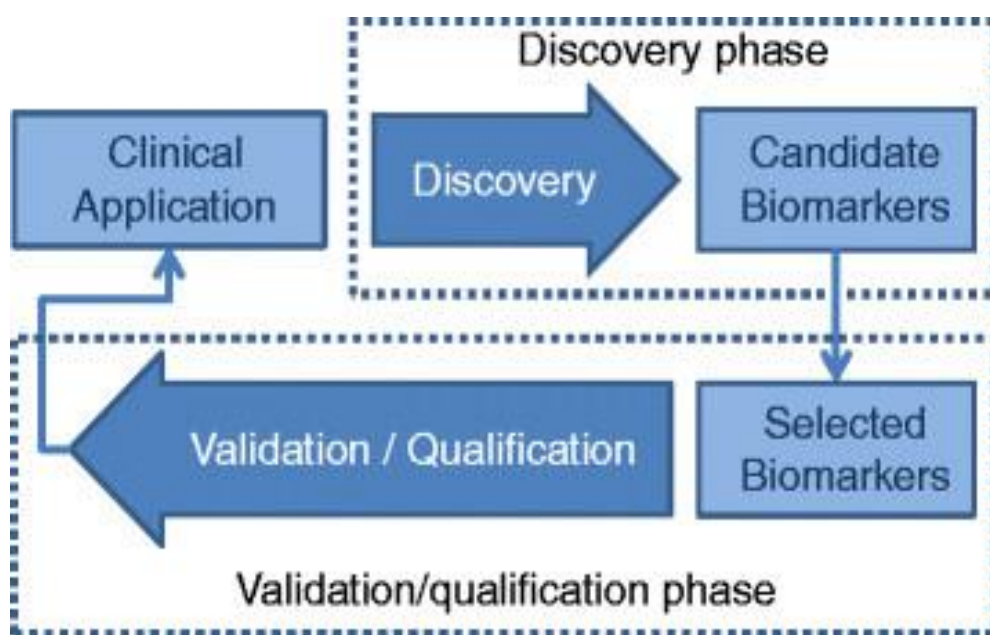 Discovery phase
Clinical
Application
Discovery
Candidate
Biomarkers
Validation / Qualification
Selected
Biomarkers
Validation/qualification phase